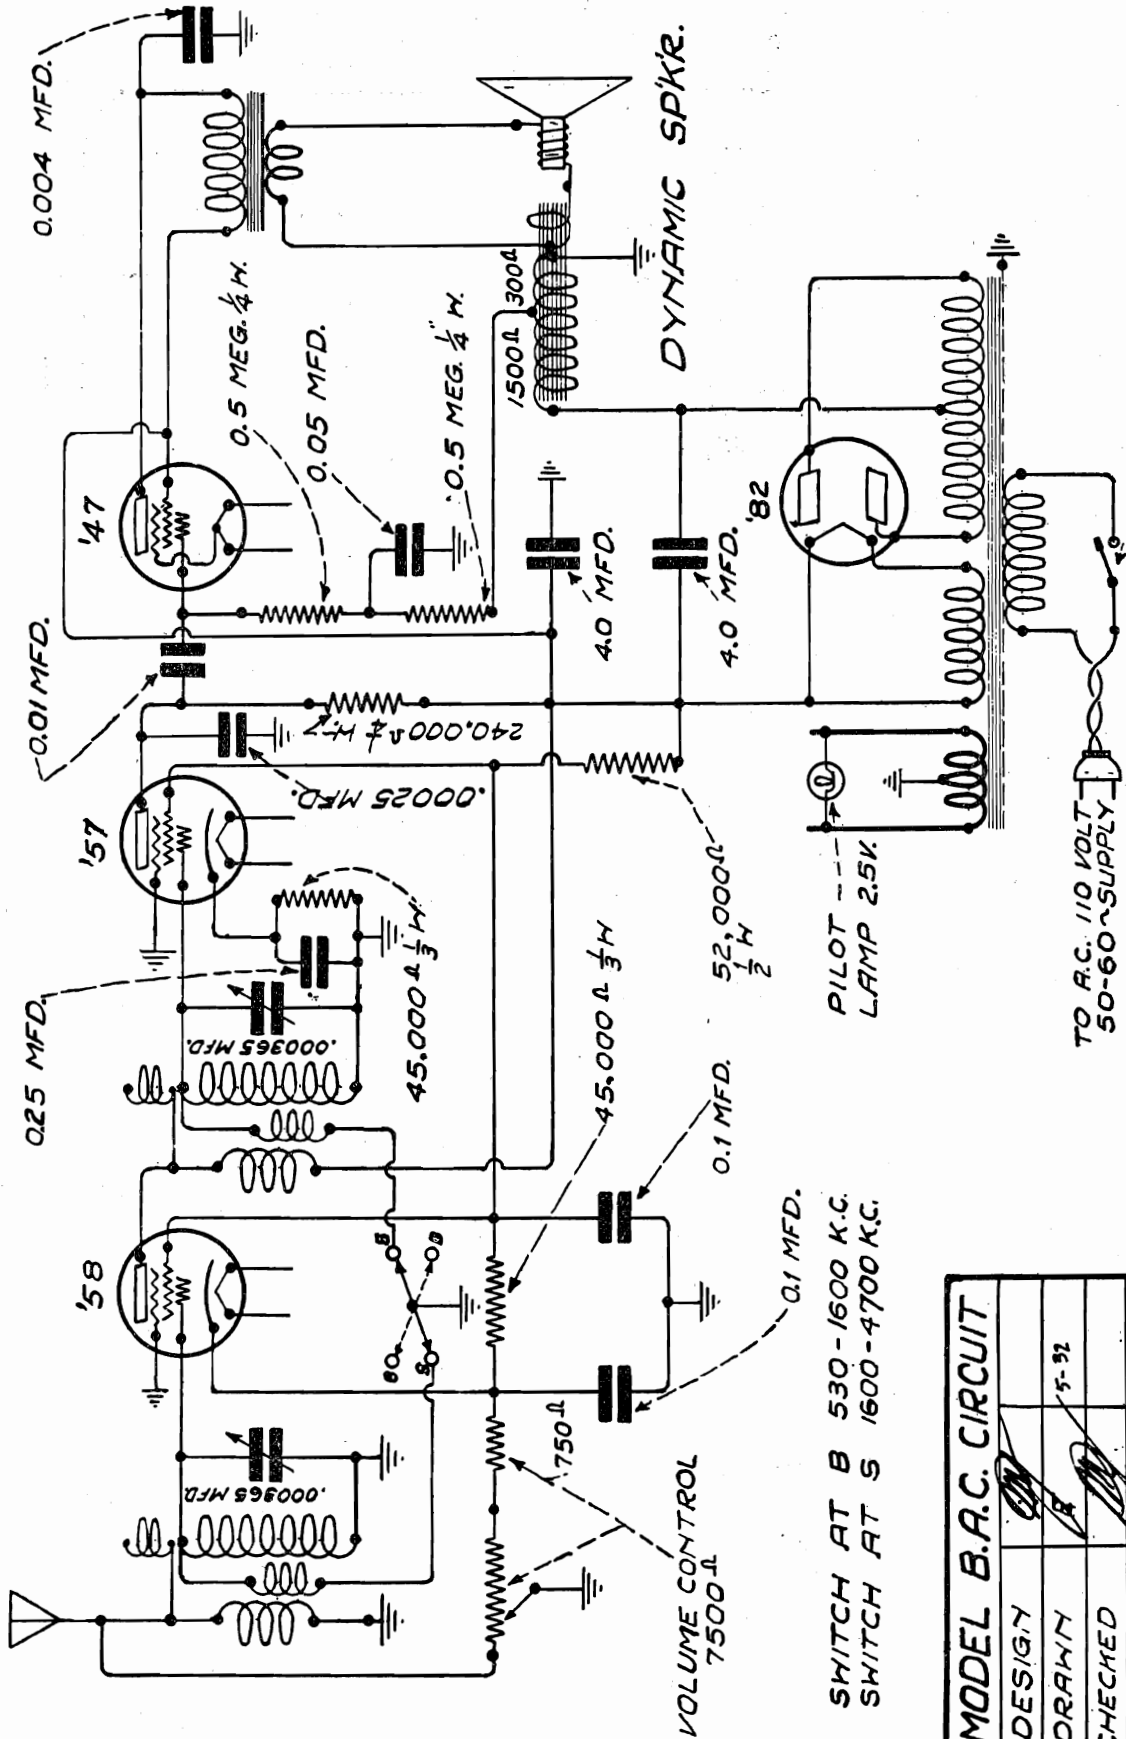 0.004 MFD.
'47
0.5 MEG. ¼ W.
0.05 MFD.
0.5 MEG. ¼" W.
1500Ω 300Ω
DYNAMIC SP'K'R.
0.01 MFD.
'57
.00025 MFD.
240,000Ω ¼ W.
4.0 MFD.
4.0 MFD.
'82
0.25 MFD.
.000365 MFD.
45,000Ω ⅓ W.
52,000Ω
½ W
PILOT
LAMP 2.5V.
TO A.C. 110 VOLT
50-60~SUPPLY
'58
45,000Ω ⅓ W
0.1 MFD.
0.1 MFD.
B
B
S
S
.000365 MFD
750Ω
VOLUME CONTROL
7500Ω
SWITCH AT B 530-1600 K.C.
SWITCH AT S 1600-4700 K.C.
MODEL B.A.C. CIRCUIT
DESIGN
DRAWN 5-32
CHECKED